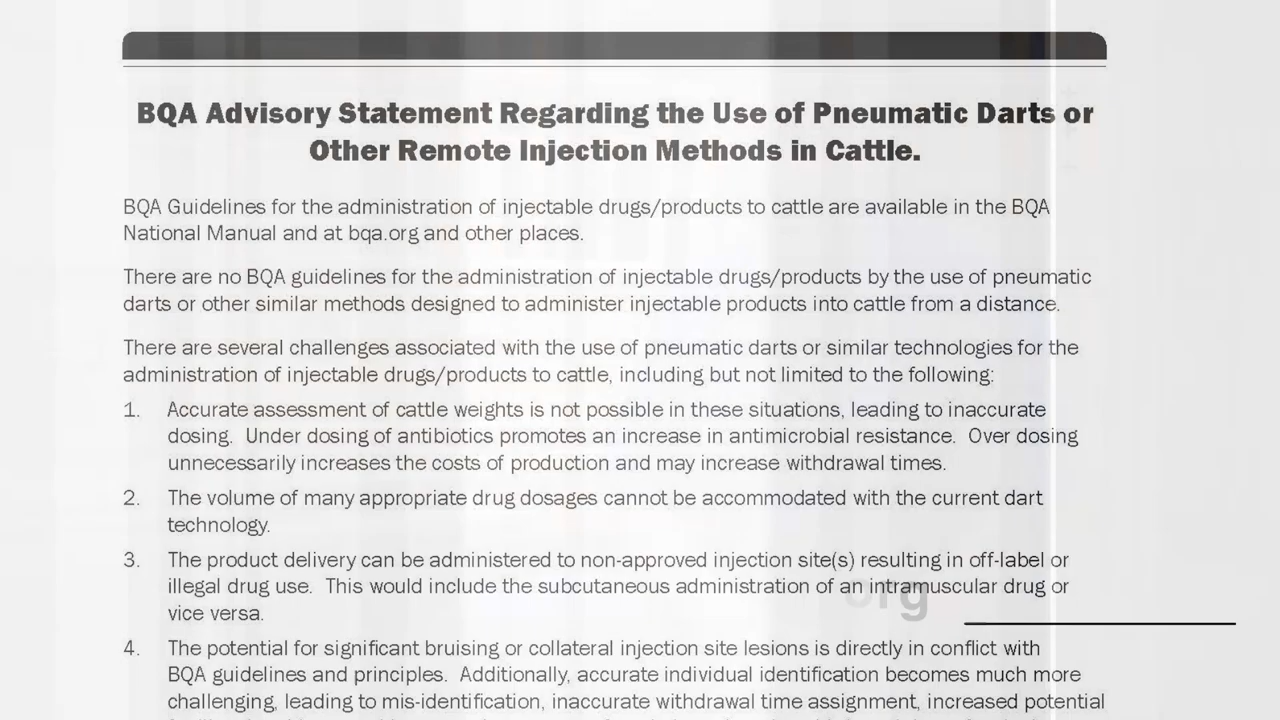 BQA Advisory Statement Regarding the Use of Pneumatic Darts or
Other Remote Injection Methods in Cattle.
BQA Guidelines for the administration of injectable drugs/products to cattle are available in the BQA
National Manual and at bqa.org and other places.
There are no BQA guidelines for the administration of injectable drugs/products by the use of pneumatic
darts or other similar methods designed to administer injectable products into cattle from a distance.
There are several challenges associated with the use of pneumatic darts or similar technologies for the
administration of injectable drugs/products to cattle, including but not limited to the following:
1. Accurate assessment of cattle weights is not possible in these situations, leading to inaccurate
dosing. Under dosing of antibiotics promotes an increase in antimicrobial resistance. Over dosing
unnecessarily increases the costs of production and may increase withdrawal times.
2. The volume of many appropriate drug dosages cannot be accommodated with the current dart
technology.
3. The product delivery can be administered to non-approved injection site(s) resulting in off-label or
illegal drug use. This would include the subcutaneous administration of an intramuscular drug or
vice versa.
org
4. The potential for significant bruising or collateral injection site lesions is directly in conflict with
BQA guidelines and principles. Additionally, accurate individual identification becomes much more
challenging, leading to mis-identification, inaccurate withdrawal time assignment, increased potential